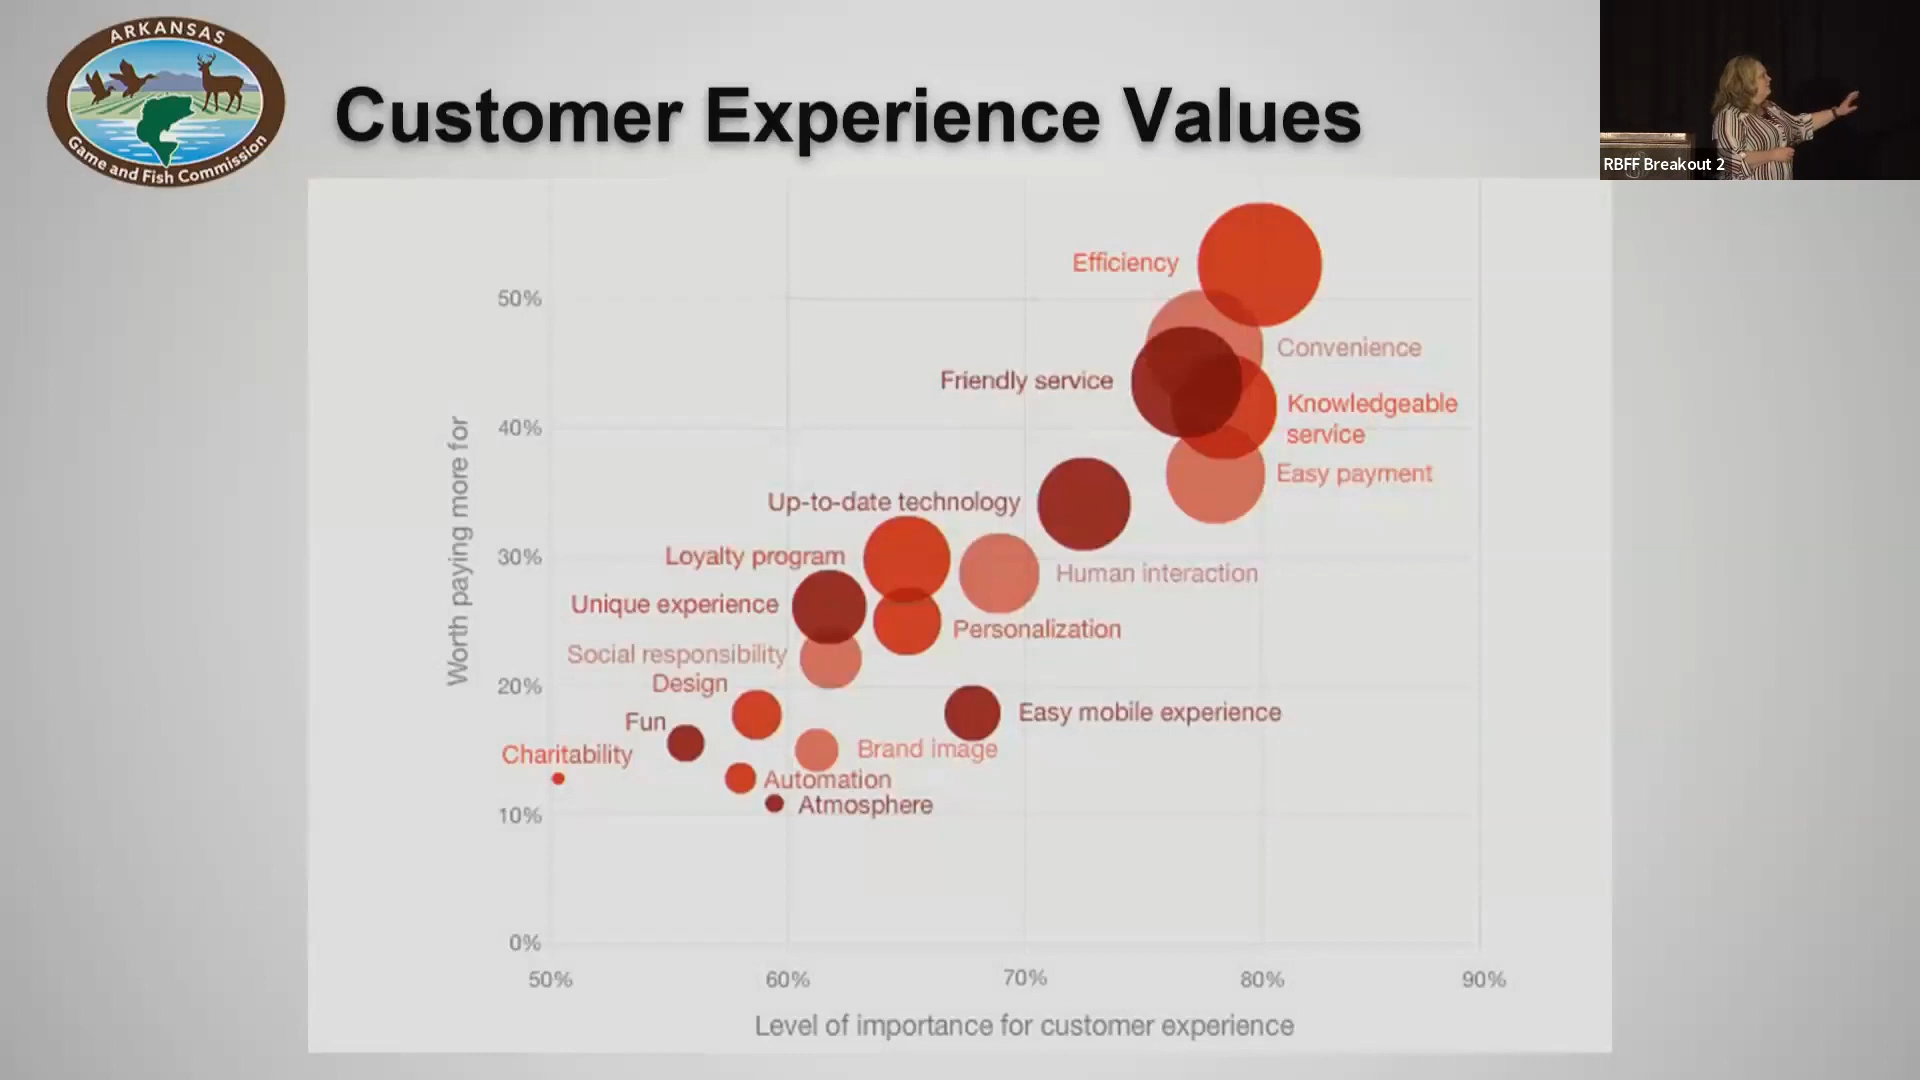 ARKANSAS
Game and Fish Commission
Customer Experience Values
RBFF Breakout 2
Efficiency
50%
Convenience
Friendly service
Knowledgeable
service
40%
Easy payment
Up-to-date technology
Loyalty program
30%
Human interaction
Unique experience
Personalization
Social responsibility
Design
20%
Easy mobile experience
Fun
Brand image
Charitability
Automation
Atmosphere
10%
0%
Worth paying more for
50%
60%
70%
80%
90%
Level of importance for customer experience